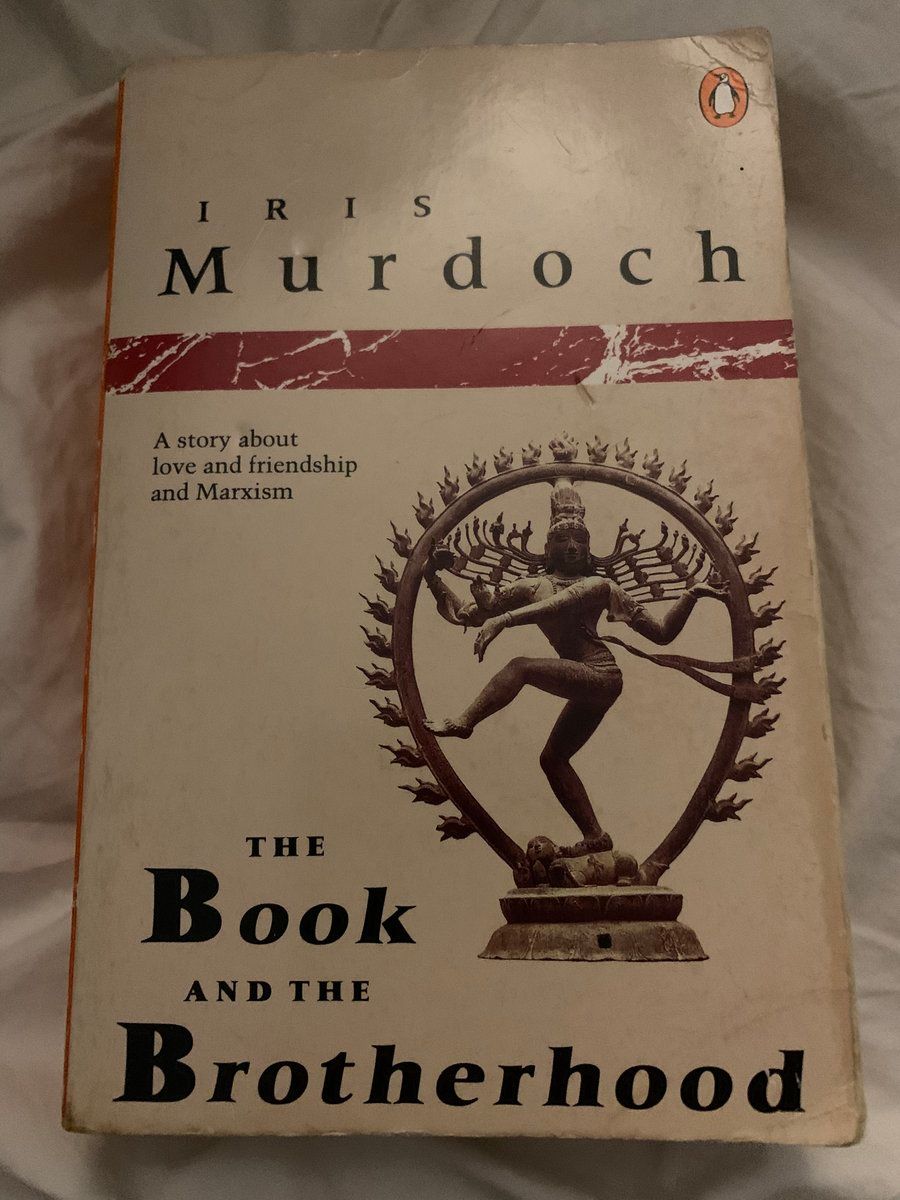 IRIS
Murdoch
A story about
love and friendship
and Marxism
THE
Book
AND THE
Brotherhood